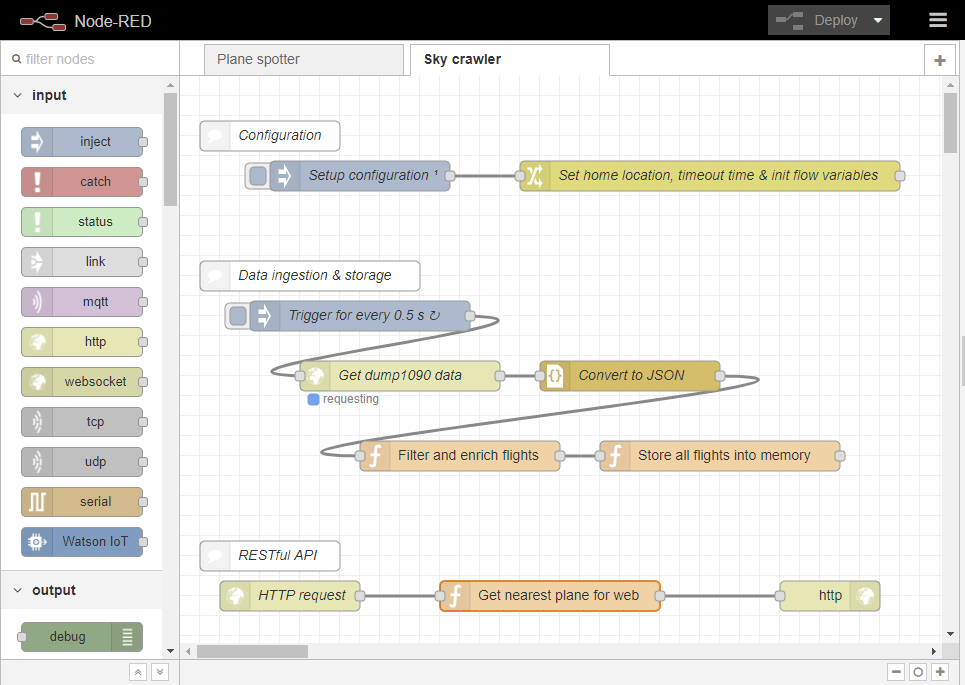 Node-RED
Deploy
filter nodes
Plane spotter
Sky crawler
input
inject
catch
status
link
mqtt
http
websocket
tcp
udp
serial
Watson IoT
output
debug
Configuration
Setup configuration ¹
Set home location, timeout time & init flow variables
Data ingestion & storage
Trigger for every 0.5 s ↻
Get dump1090 data
requesting
Convert to JSON
Filter and enrich flights
Store all flights into memory
RESTful API
HTTP request
Get nearest plane for web
http